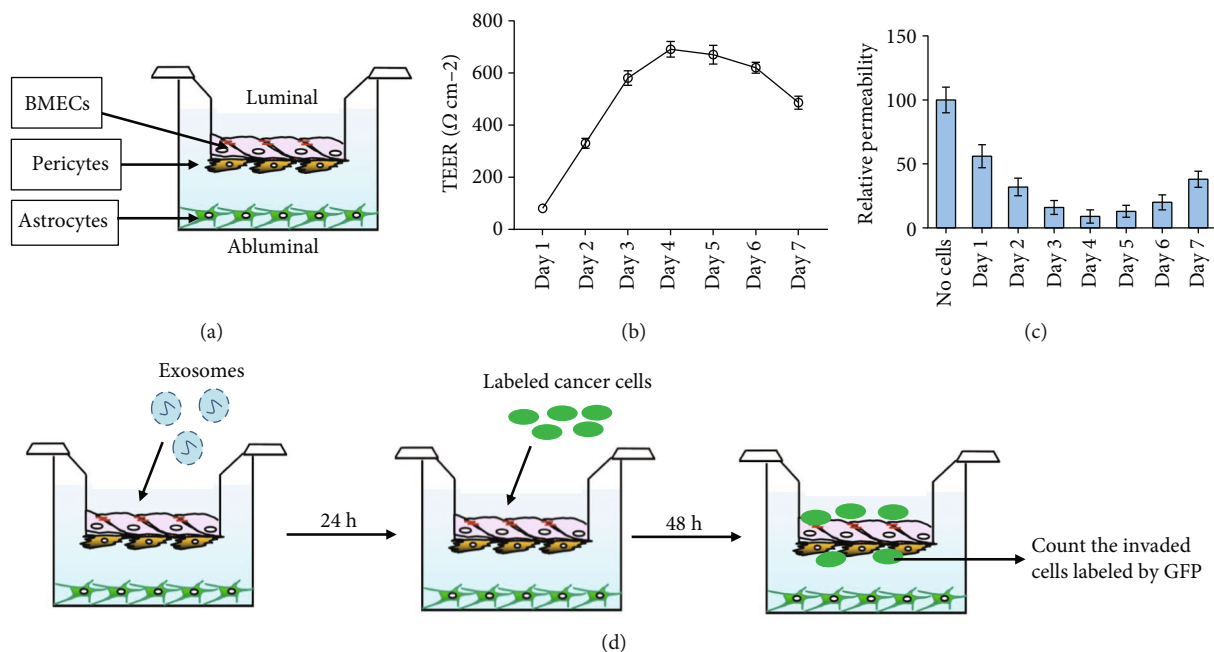 BMECs
Pericytes
Astrocytes
Luminal
Abluminal
(a)
TEER (Ω cm–2)
800
600
400
200
0
Day 1
Day 2
Day 3
Day 4
Day 5
Day 6
Day 7
(b)
Relative permeability
150
100
50
0
No cells
Day 1
Day 2
Day 3
Day 4
Day 5
Day 6
Day 7
(c)
Exosomes
24 h
Labeled cancer cells
48 h
Count the invaded
cells labeled by GFP
(d)